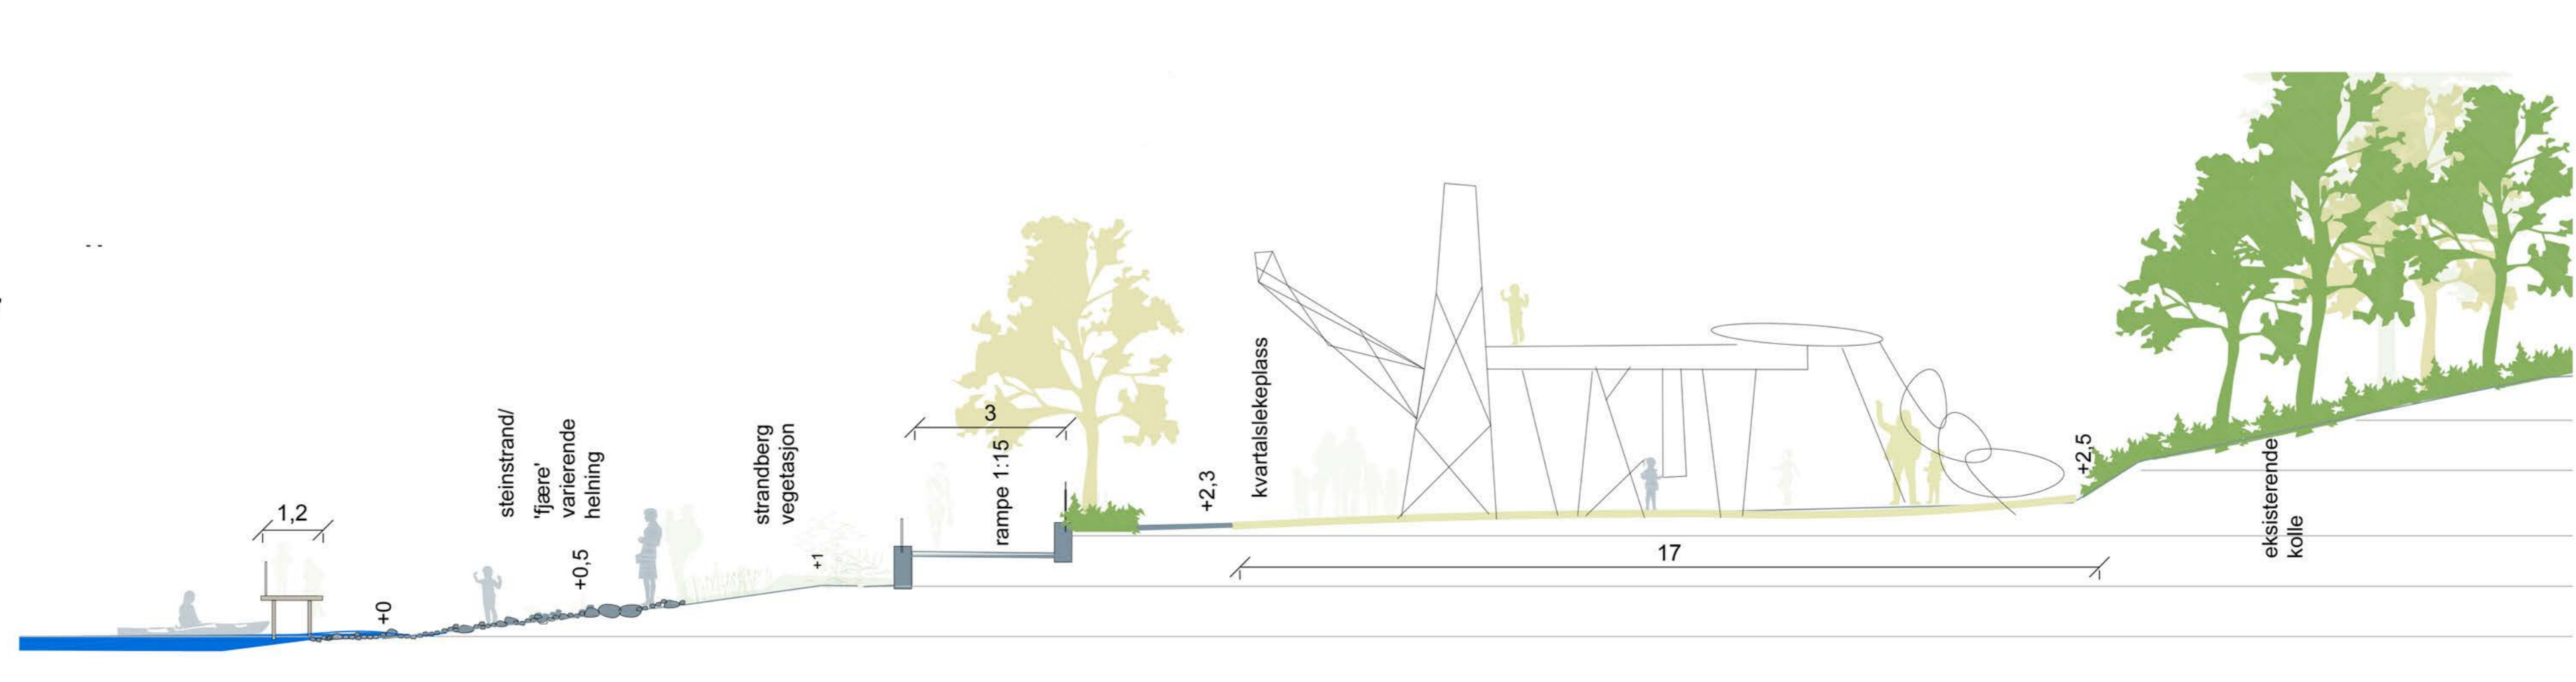 - -
1,2
+0
steinstrand/
'fjære'
varierende
helning
+0,5
strandberg
vegetasjon
+1
3
rampe 1:15
+2,3
kvartalslekeplass
17
+2,5
eksisterende
kolle